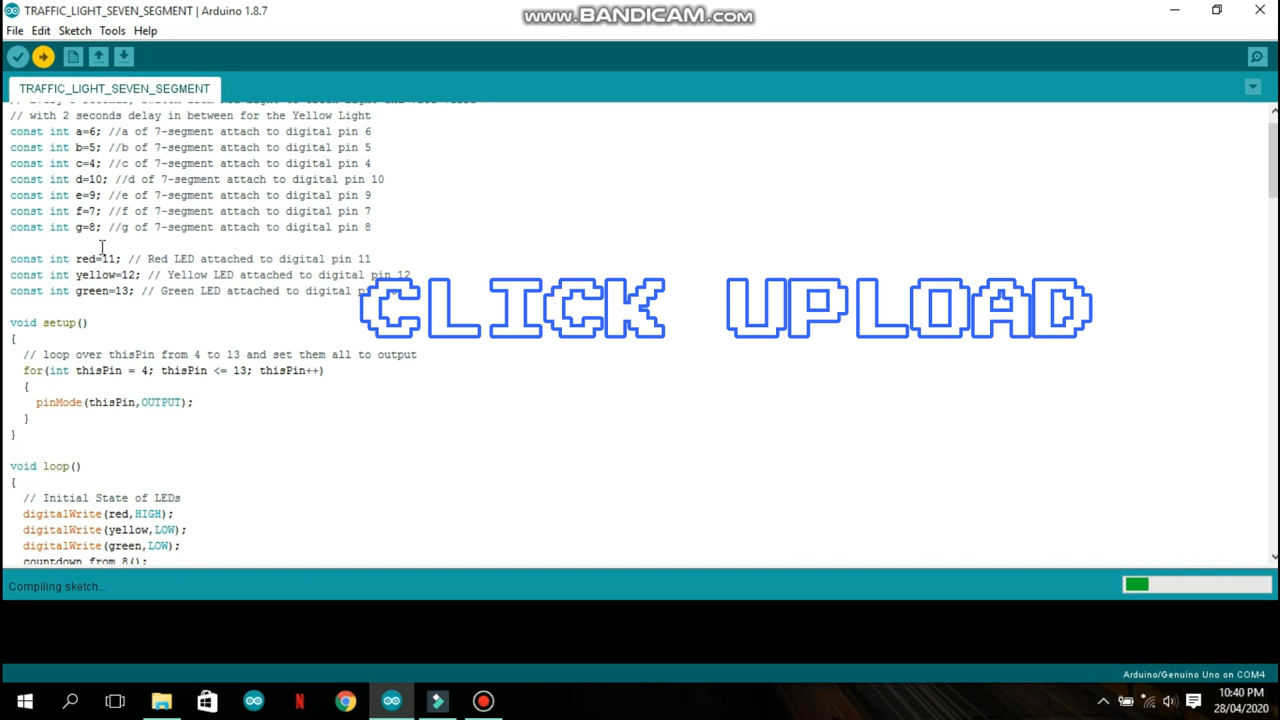 TRAFFIC_LIGHT_SEVEN_SEGMENT | Arduino 1.8.7
www.BANDICAM.com
File Edit Sketch Tools Help
TRAFFIC_LIGHT_SEVEN_SEGMENT
// with 2 seconds delay in between for the Yellow Light
const int a=6; //a of 7-segment attach to digital pin 6
const int b=5; //b of 7-segment attach to digital pin 5
const int c=4; //c of 7-segment attach to digital pin 4
const int d=10; //d of 7-segment attach to digital pin 10
const int e=9; //e of 7-segment attach to digital pin 9
const int f=7; //f of 7-segment attach to digital pin 7
const int g=8; //g of 7-segment attach to digital pin 8
const int red=11; // Red LED attached to digital pin 11
const int yellow=12; // Yellow LED attached to digital pin 12
const int green=13; // Green LED attached to digital
CLICK UPLOAD
void setup()
{
// loop over thisPin from 4 to 13 and set them all to output
for(int thisPin = 4; thisPin <= 13; thisPin++)
{
pinMode(thisPin,OUTPUT);
}
}
void loop()
{
// Initial State of LEDs
digitalWrite(red,HIGH);
digitalWrite(yellow,LOW);
digitalWrite(green,LOW);
countdown_from_8();
Compiling sketch...
Arduino/Genuino Uno on COM4
10:40 PM
28/04/2020